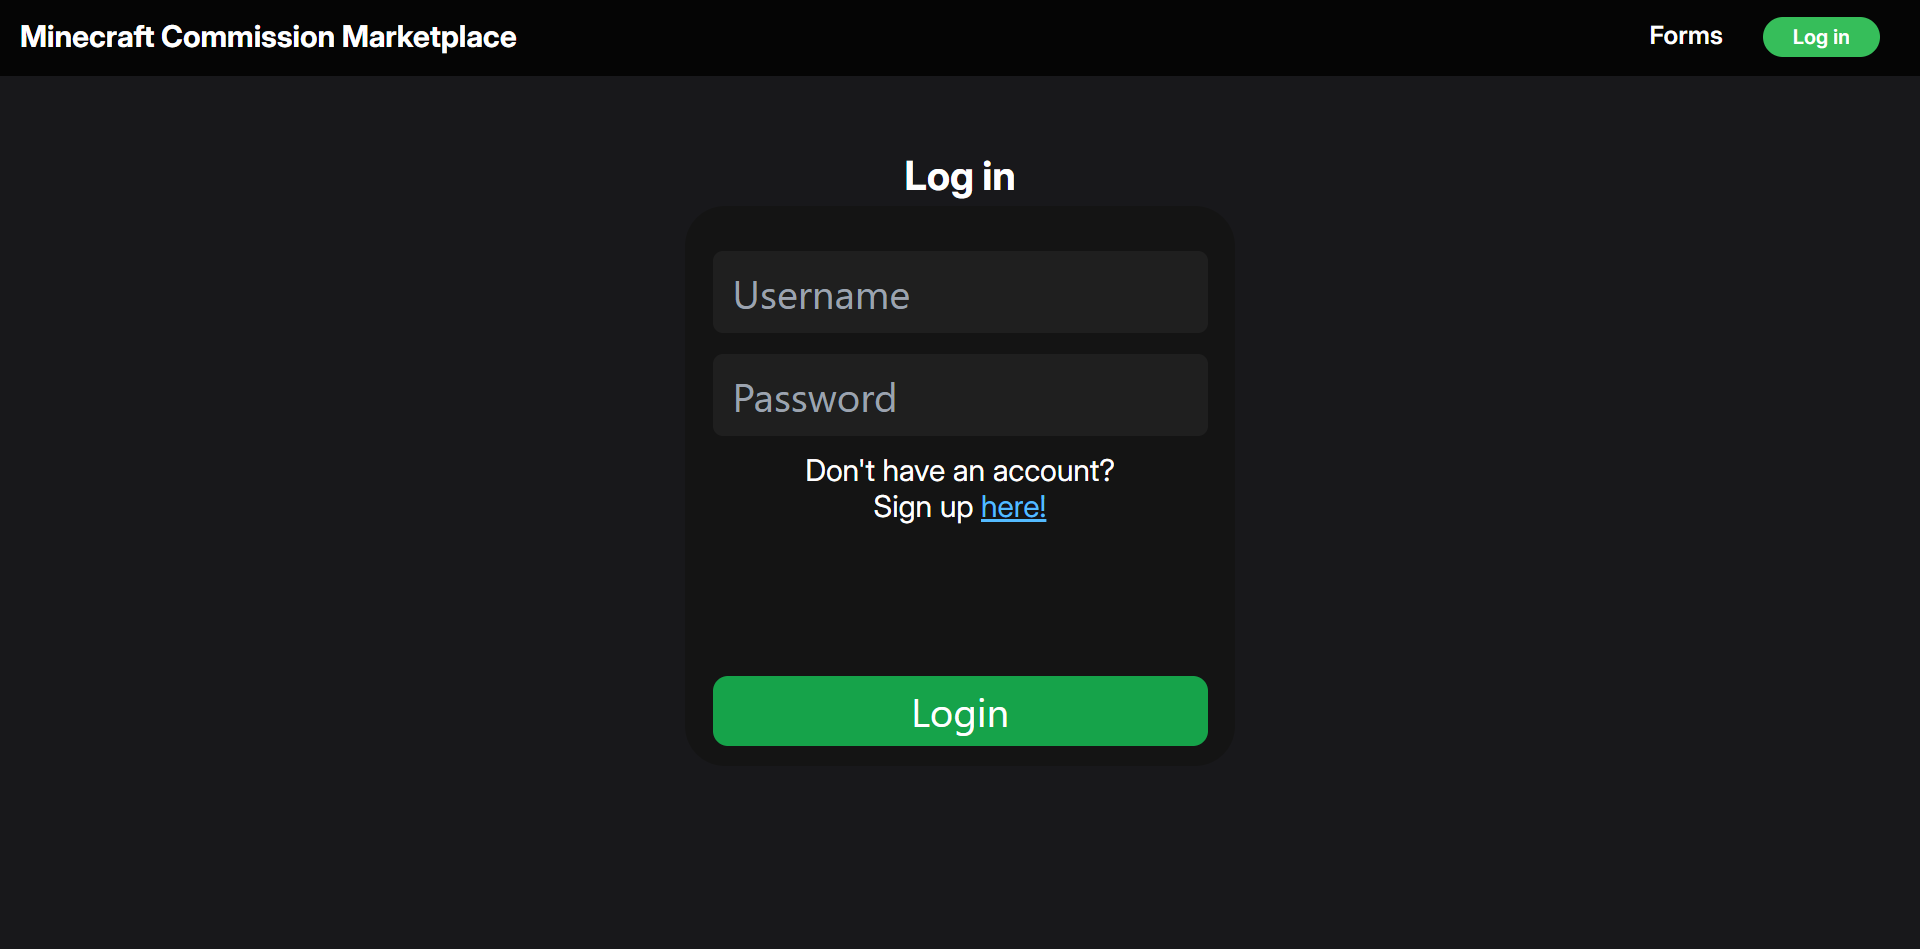 Minecraft Commission Marketplace
Forms
Log in
Log in
Username
Password
Don't have an account?
Sign up here!
Login